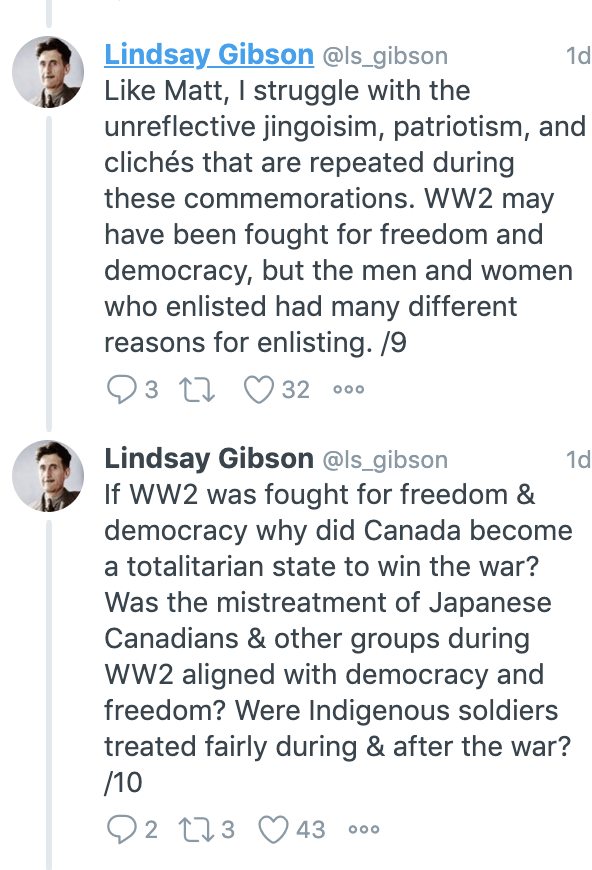 Lindsay Gibson @ls_gibson 1d
Like Matt, I struggle with the
unreflective jingoisim, patriotism, and
clichés that are repeated during
these commemorations. WW2 may
have been fought for freedom and
democracy, but the men and women
who enlisted had many different
reasons for enlisting. /9
3 32
Lindsay Gibson @ls_gibson 1d
If WW2 was fought for freedom &
democracy why did Canada become
a totalitarian state to win the war?
Was the mistreatment of Japanese
Canadians & other groups during
WW2 aligned with democracy and
freedom? Were Indigenous soldiers
treated fairly during & after the war?
/10
2 3 43